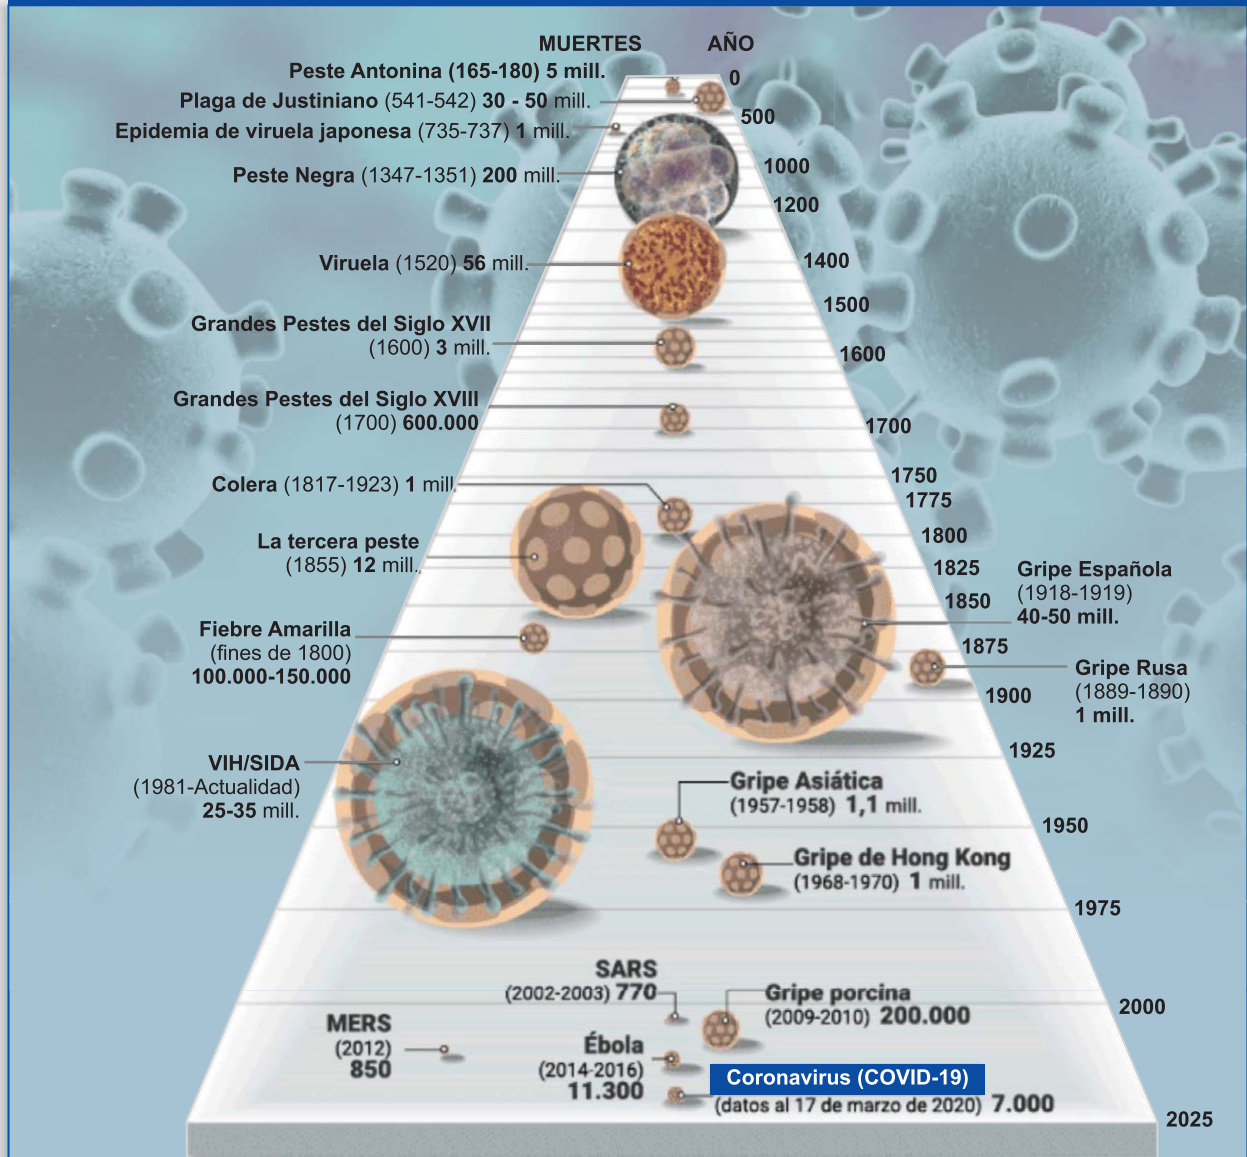 MUERTES AÑO
Peste Antonina (165-180) 5 mill.
0
Plaga de Justiniano (541-542) 30 - 50 mill.
500
Epidemia de viruela japonesa (735-737) 1 mill.
Peste Negra (1347-1351) 200 mill.
1000
1200
Viruela (1520) 56 mill.
1400
1500
Grandes Pestes del Siglo XVII
(1600) 3 mill.
1600
Grandes Pestes del Siglo XVIII
(1700) 600.000
1700
1750
Colera (1817-1923) 1 mill.
1775
1800
La tercera peste
(1855) 12 mill.
1825
Gripe Española
(1918-1919)
40-50 mill.
1850
Fiebre Amarilla
(fines de 1800)
100.000-150.000
1875
Gripe Rusa
(1889-1890)
1 mill.
1900
1925
VIH/SIDA
(1981-Actualidad)
25-35 mill.
Gripe Asiática
(1957-1958) 1,1 mill.
1950
Gripe de Hong Kong
(1968-1970) 1 mill.
1975
SARS
(2002-2003) 770
Gripe porcina
(2009-2010) 200.000
2000
MERS
(2012)
850
Ébola
(2014-2016)
11.300
Coronavirus (COVID-19)
(datos al 17 de marzo de 2020) 7.000
2025